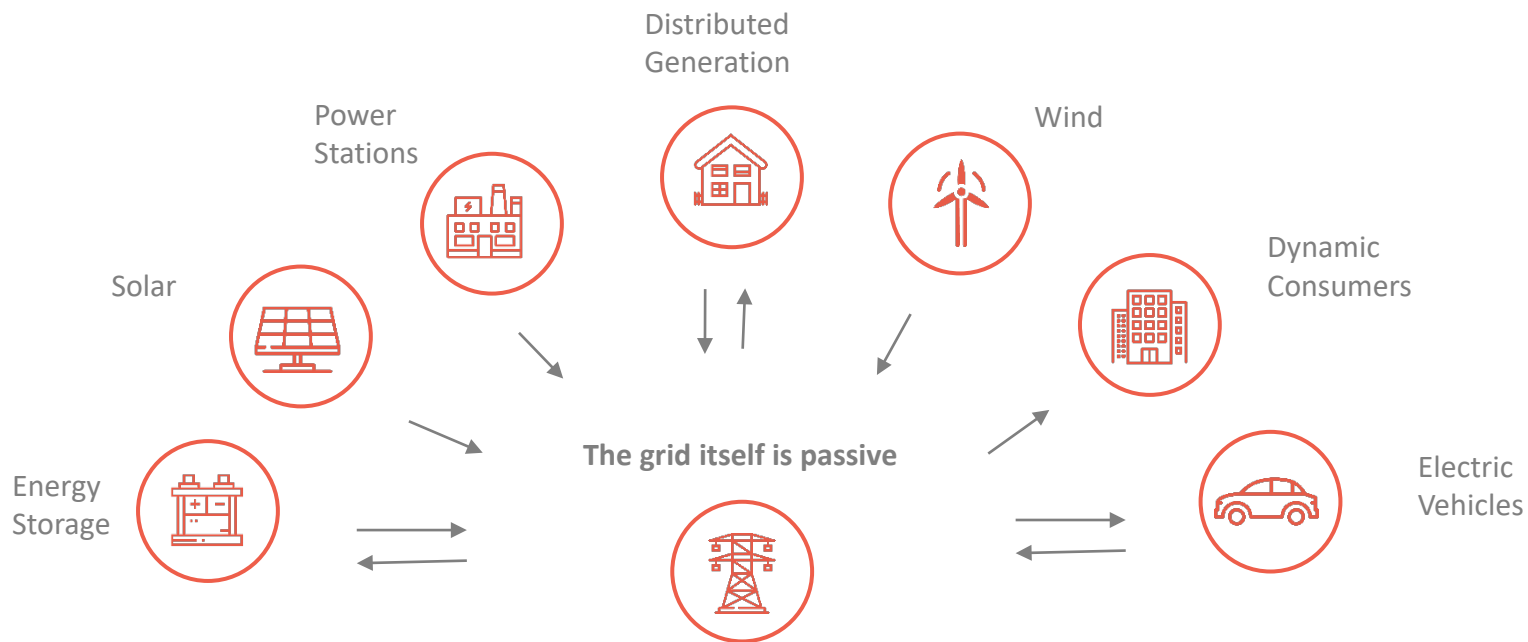 Distributed
Generation
Power
Stations
Wind
Dynamic
Consumers
Solar
The grid itself is passive
Energy
Storage
Electric
Vehicles